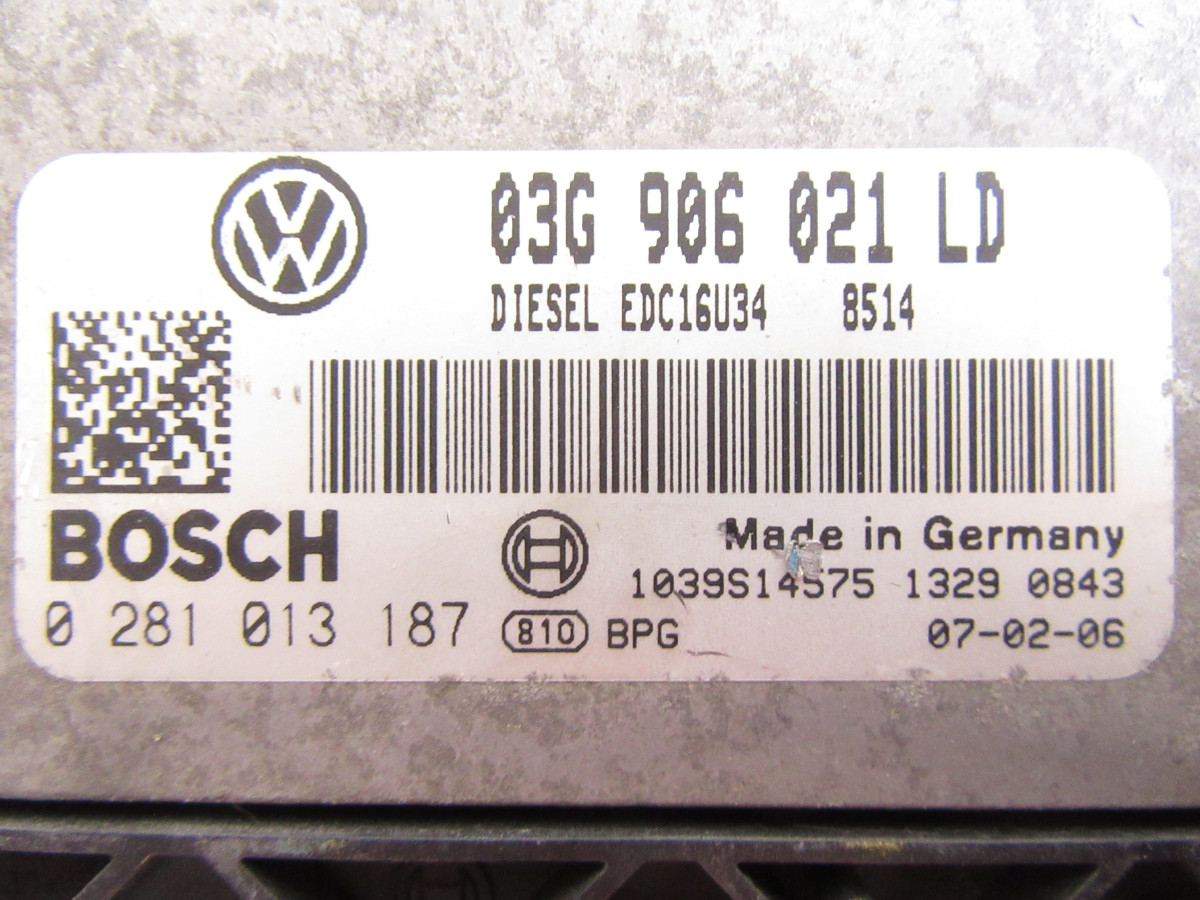 03G 906 021 LD
DIESEL EDC16U34 8514
BOSCH
Made in Germany
1039S14575 1329 0843
0 281 013 187 810 BPG 07-02-06